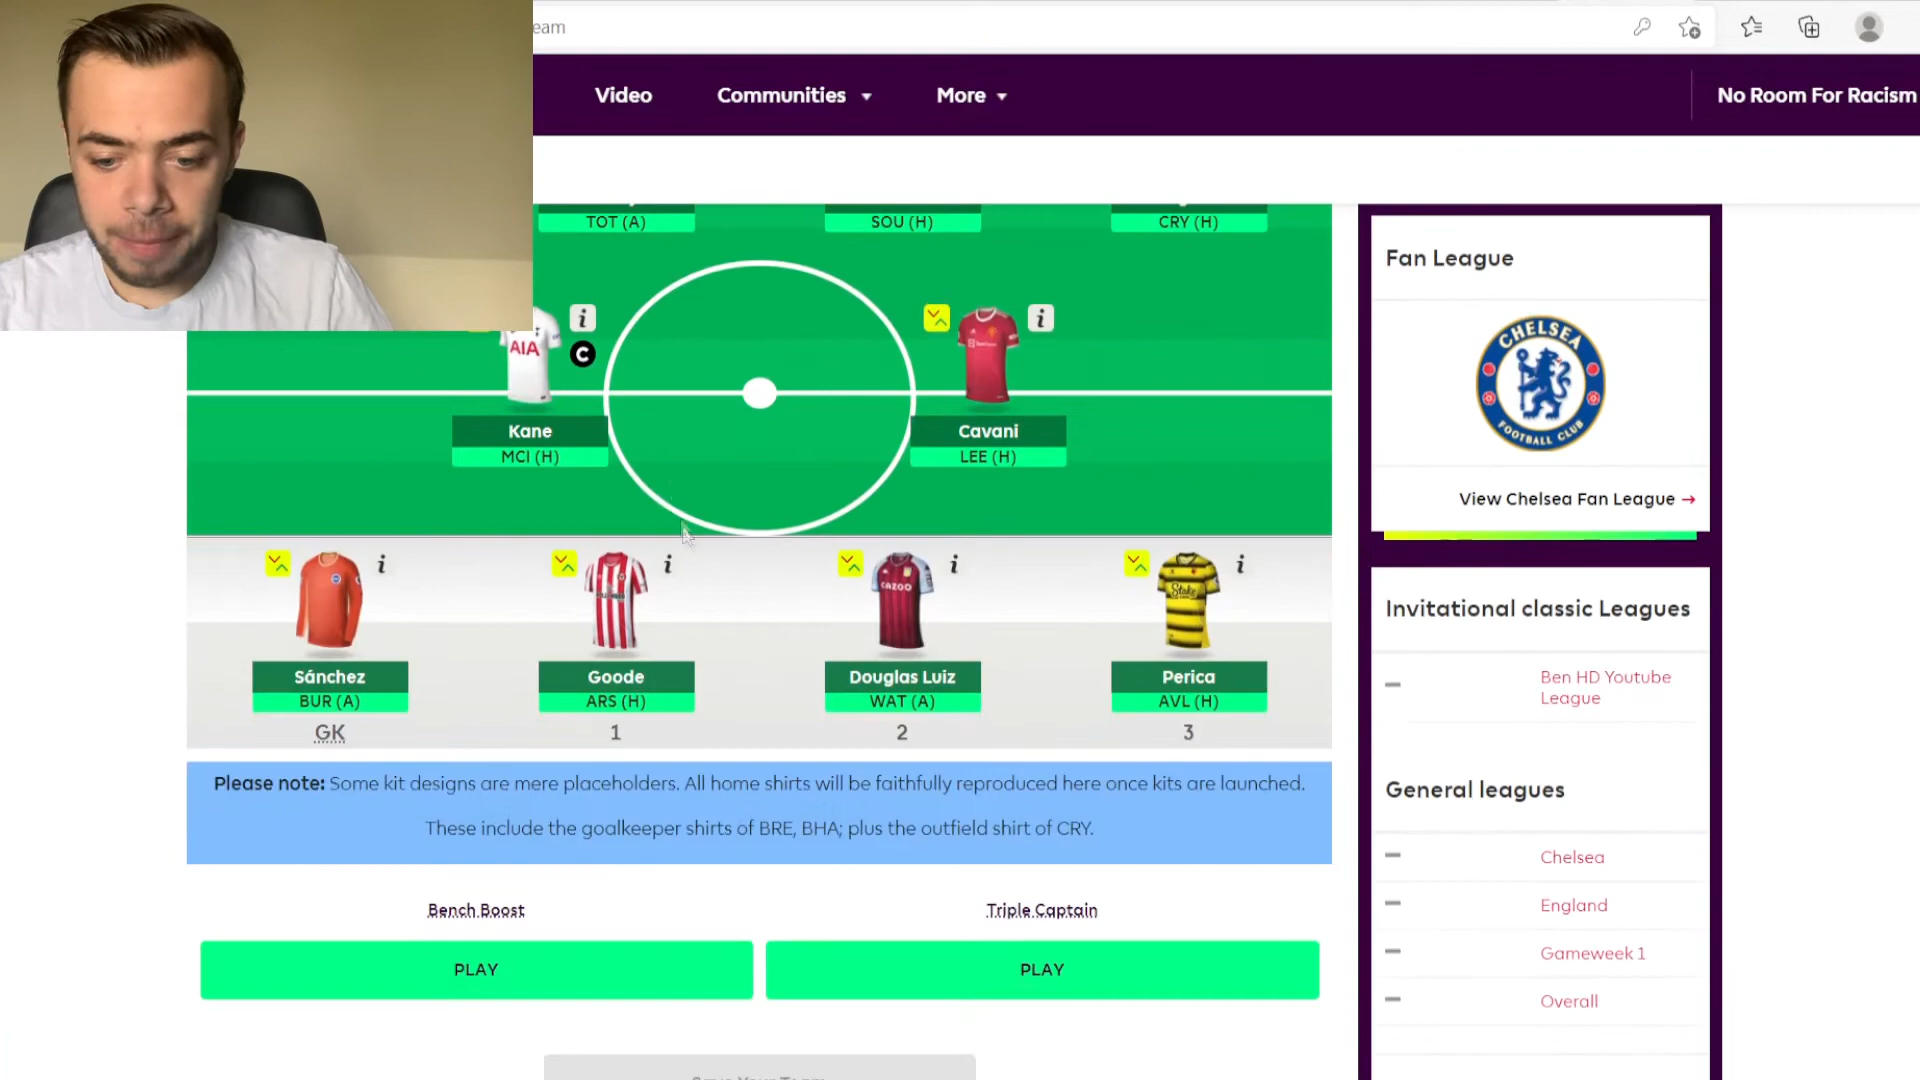 eam
Video
Communities
More
No Room For Racism
TOT (A)
SOU (H)
CRY (H)
AIA
C
Kane
MCI (H)
Cavani
LEE (H)
Fan League
CHELSEA
FOOTBALL CLUB
View Chelsea Fan League →
CAZOO
Stake
Sánchez
BUR (A)
GK
Goode
ARS (H)
1
Douglas Luiz
WAT (A)
2
Perica
AVL (H)
3
Invitational classic Leagues
Ben HD Youtube
League
General leagues
Chelsea
England
Gameweek 1
Overall
Please note: Some kit designs are mere placeholders. All home shirts will be faithfully reproduced here once kits are launched.
These include the goalkeeper shirts of BRE, BHA; plus the outfield shirt of CRY.
Bench Boost
Triple Captain
PLAY
PLAY